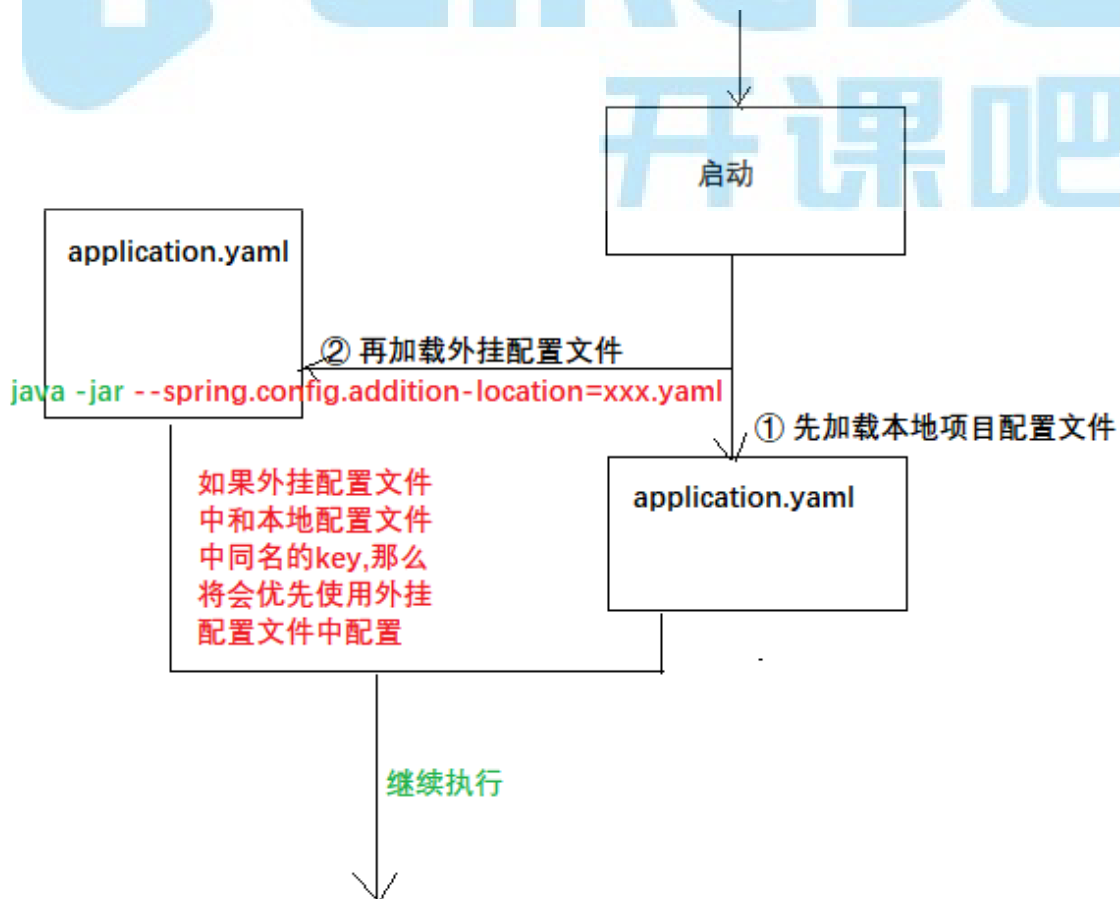 开课吧
启动
application.yaml
② 再加载外挂配置文件
java -jar --spring.config.addition-location=xxx.yaml
① 先加载本地项目配置文件
如果外挂配置文件
中和本地配置文件
中同名的key,那么
将会优先使用外挂
配置文件中配置
application.yaml
继续执行